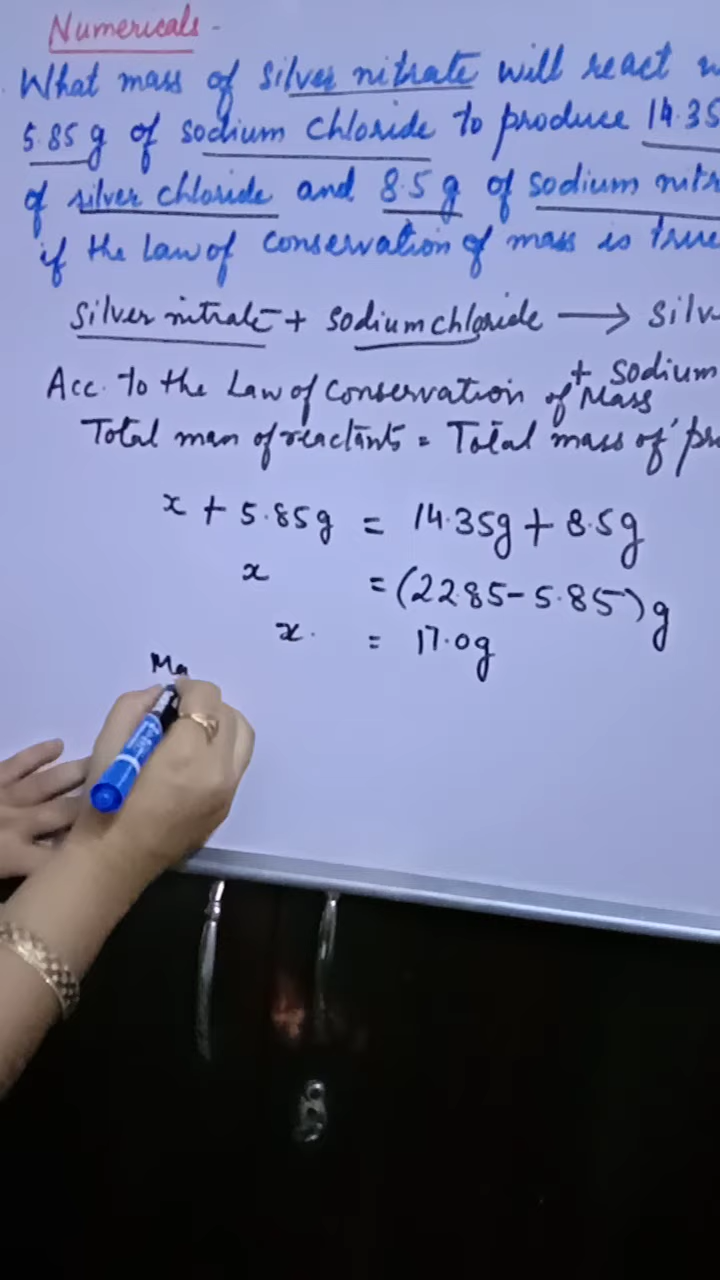 Numericals -
What mass of silver nitrate will react
5.85 g of sodium chloride to produce 14.35
of silver chloride and 8.5 g of sodium nitr
if the Law of Conservation of mass is true
Silver nitrate + Sodium chloride → Silv
+ Sodium
Acc. To the Law of Conservation of Mass
Total mass of reactants = Total mass of pr
x + 5.85g = 14.35g + 8.5g
x = (22.85 - 5.85)g
x. = 17.0g
Ma